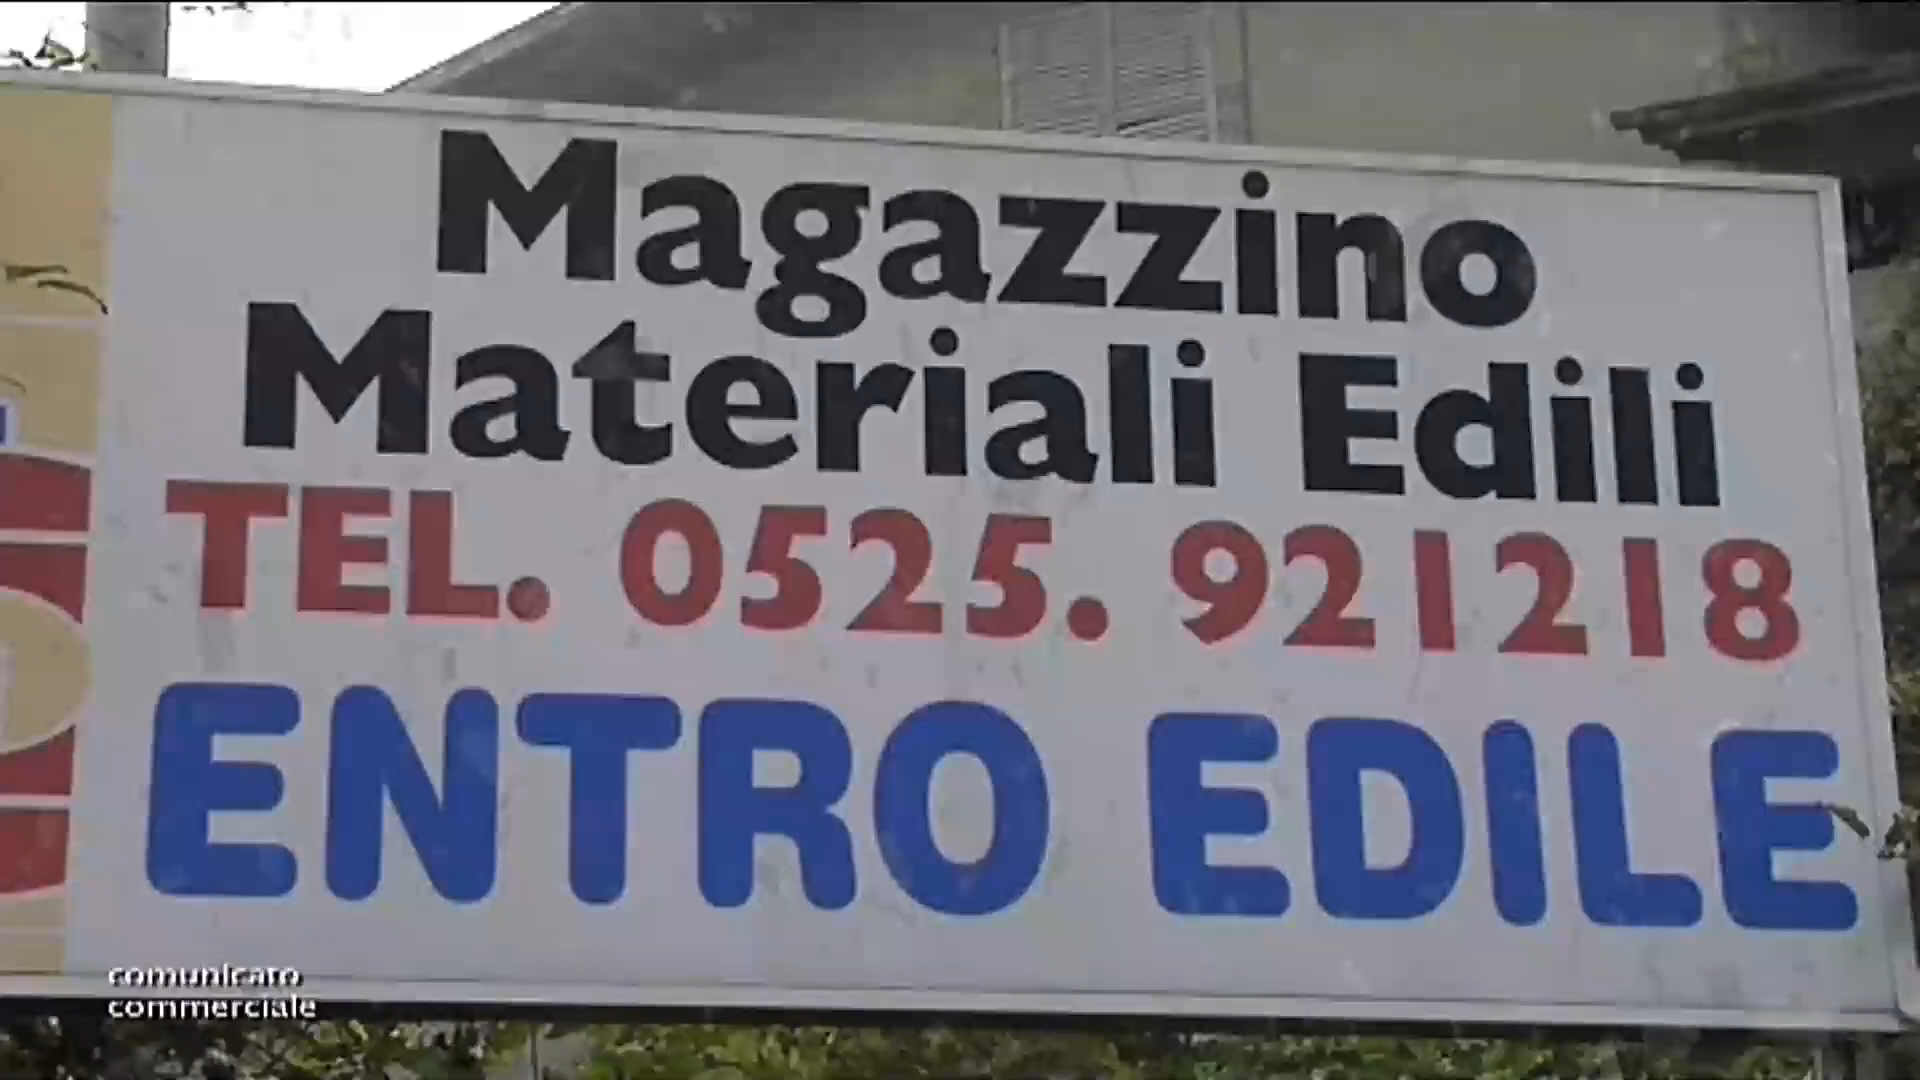 Magazzino
Materiali Edili
TEL. 0525. 921218
ENTRO EDILE
comunicato
commerciale